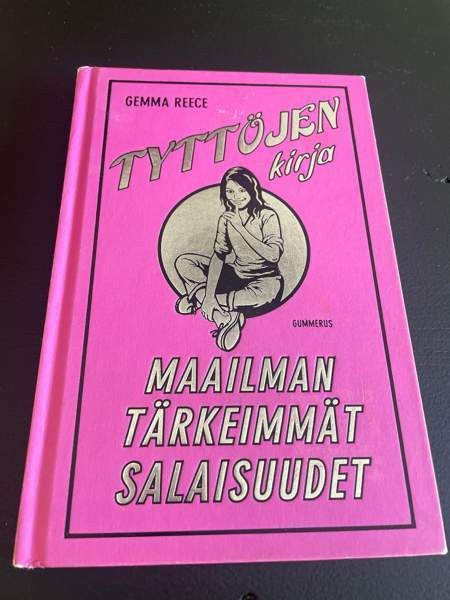 GEMMA REECE
TYTTÖJEN
kirja
GUMMERUS
MAAILMAN
TÄRKEIMMÄT
SALAISUUDET